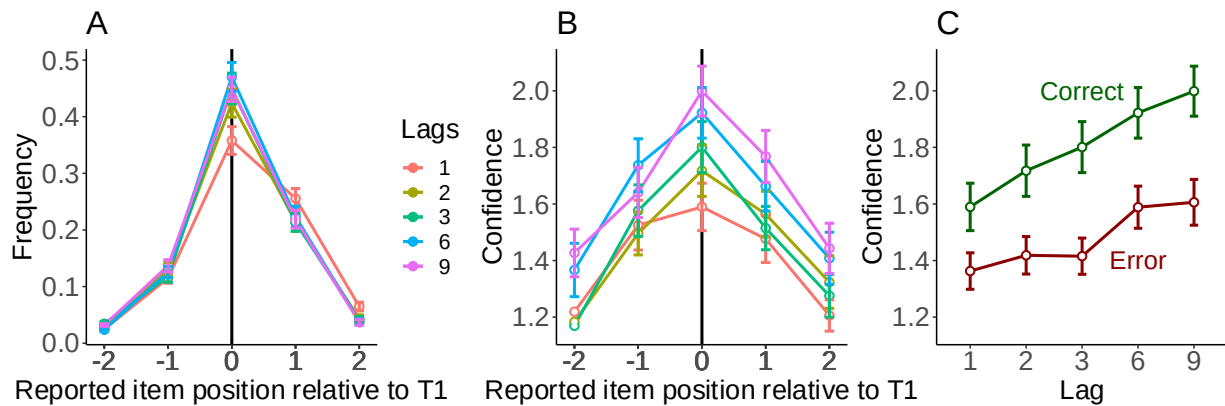 A
0.5
0.4
0.3
0.2
0.1
0.0
Frequency
-2 -1 0 1 2
Reported item position relative to T1
Lags
1
2
3
6
9
B
2.0
1.8
1.6
1.4
1.2
Confidence
-2 -1 0 1 2
Reported item position relative to T1
C
2.0
1.8
1.6
1.4
1.2
Confidence
Correct
Error
1 2 3 6 9
Lag